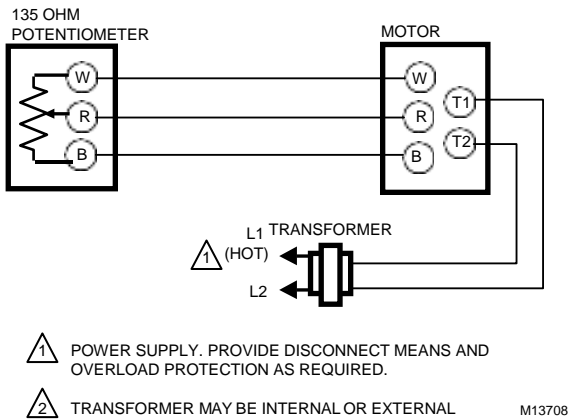 135 OHM
POTENTIOMETER
MOTOR
W
R
B
W
R
B
T1
T2
L1 TRANSFORMER
1 (HOT)
L2
1 POWER SUPPLY. PROVIDE DISCONNECT MEANS AND
OVERLOAD PROTECTION AS REQUIRED.
2 TRANSFORMER MAY BE INTERNAL OR EXTERNAL
M13708